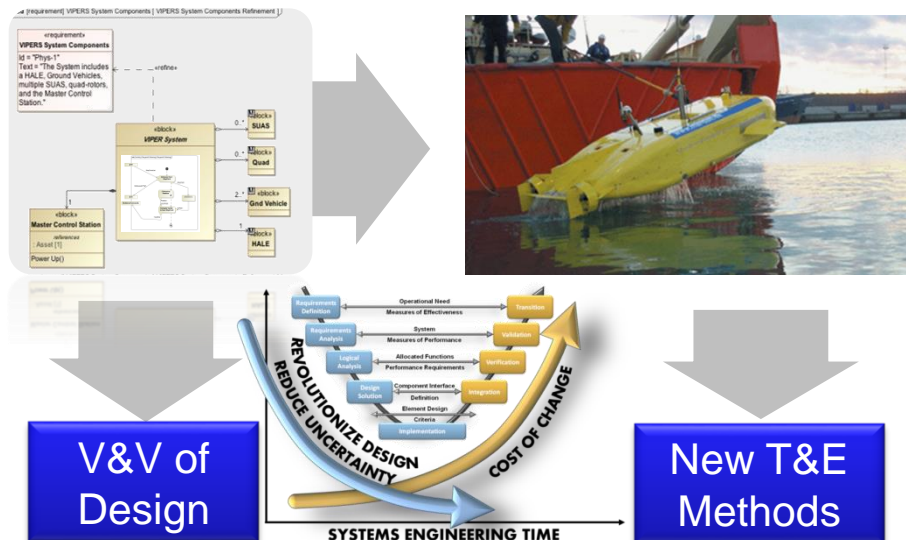 [requirement] VIPERS System Components [ VIPERS System Components Refinement ]
«requirement»
VIPERS System Components
Id = "Phys-1"
Text = "The System includes
a HALE, Ground Vehicles,
multiple SUAS, quad-rotors,
and the Master Control
Station."
«refine»
«block»
VIPER System
0..*
«block»
SUAS
0..*
«block»
Quad
2..*
«block»
Gnd Vehicle
1
«block»
HALE
1
«block»
Master Control Station
references
: Asset [1]
Power Up()
Requirements
Definition
Operational Need
Measures of Effectiveness
Transition
Requirements
Analysis
System
Measures of Performance
Validation
Logical
Analysis
Allocated Functions
Performance Requirements
Verification
Design
Solution
Component Interface
Definition
Integration
Element Design
Criteria
Implementation
REVOLUTIONIZE DESIGN
REDUCE UNCERTAINTY
COST OF CHANGE
SYSTEMS ENGINEERING TIME
V&V of
Design
New T&E
Methods